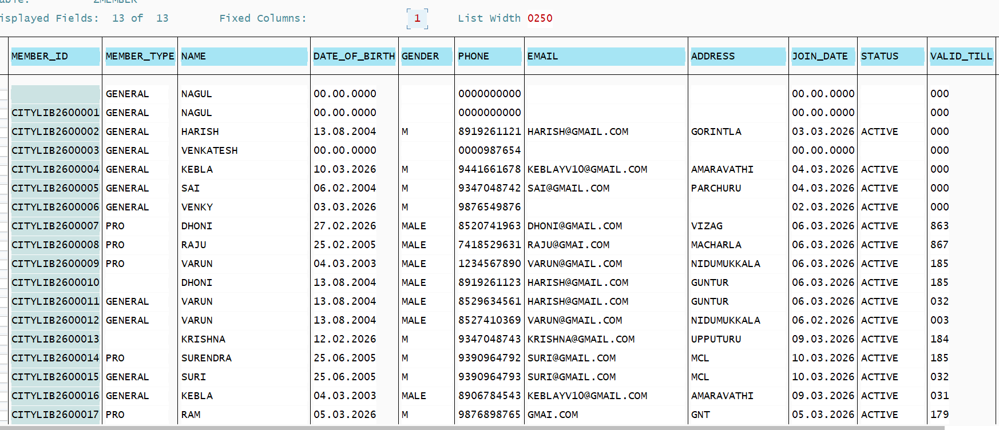 able: ZMEMBER
isplayed Fields: 13 of 13 Fixed Columns: 1 List Width 0250
MEMBER_ID MEMBER_TYPE NAME DATE_OF_BIRTH GENDER PHONE EMAIL ADDRESS JOIN_DATE STATUS VALID_TILL
GENERAL NAGUL 00.00.0000 0000000000 00.00.0000 000
CITYLIB2600001 GENERAL NAGUL 00.00.0000 0000000000 00.00.0000 000
CITYLIB2600002 GENERAL HARISH 13.08.2004 M 8919261121 HARISH@GMAIL.COM GORINTLA 03.03.2026 ACTIVE 000
CITYLIB2600003 GENERAL VENKATESH 00.00.0000 0000987654 00.00.0000 000
CITYLIB2600004 GENERAL KEBLA 10.03.2026 M 9441661678 KEBLAYV10@GMAIL.COM AMARAVATHI 04.03.2026 ACTIVE 000
CITYLIB2600005 GENERAL SAI 06.02.2004 M 9347048742 SAI@GMAIL.COM PARCHURU 04.03.2026 ACTIVE 000
CITYLIB2600006 GENERAL VENKY 03.03.2026 M 9876549876 02.03.2026 ACTIVE 000
CITYLIB2600007 PRO DHONI 27.02.2026 MALE 8520741963 DHONI@GMAIL.COM VIZAG 06.03.2026 ACTIVE 863
CITYLIB2600008 PRO RAJU 25.02.2005 MALE 7418529631 RAJU@GMAI.COM MACHARLA 06.03.2026 ACTIVE 867
CITYLIB2600009 PRO VARUN 04.03.2003 MALE 1234567890 VARUN@GMAIL.COM NIDUMUKKALA 06.03.2026 ACTIVE 185
CITYLIB2600010 DHONI 13.08.2004 MALE 8919261123 HARISH@GMAIL.COM GUNTUR 06.03.2026 ACTIVE 185
CITYLIB2600011 GENERAL VARUN 13.08.2004 MALE 8529634561 HARISH@GMAIL.COM GUNTUR 06.03.2026 ACTIVE 032
CITYLIB2600012 GENERAL VARUN 13.08.2004 MALE 8527410369 VARUN@GMAIL.COM NIDUMUKKALA 06.02.2026 ACTIVE 003
CITYLIB2600013 KRISHNA 12.02.2026 M 9347048743 KRISHNA@GMAIL.COM UPPUTURU 09.03.2026 ACTIVE 184
CITYLIB2600014 PRO SURENDRA 25.06.2005 M 9390964792 SURI@GMAIL.COM MCL 10.03.2026 ACTIVE 185
CITYLIB2600015 GENERAL SURI 25.06.2005 M 9390964793 SURI@GMAIL.COM MCL 10.03.2026 ACTIVE 032
CITYLIB2600016 GENERAL KEBLA 04.03.2003 MALE 8906784543 KEBLAYV10@GMAIL.COM AMARAVATHI 09.03.2026 ACTIVE 031
CITYLIB2600017 PRO RAM 05.03.2026 M 9876898765 GMAI.COM GNT 05.03.2026 ACTIVE 179